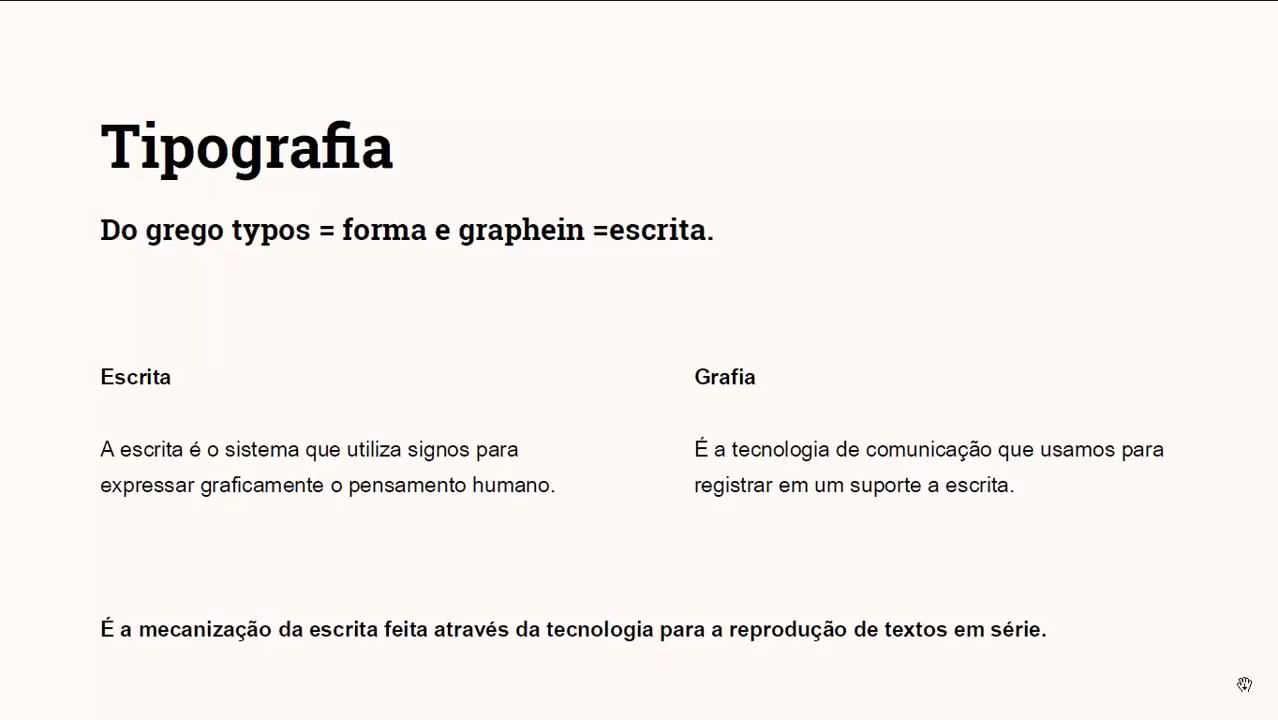 Tipografia
Do grego typos = forma e graphein =escrita.
Escrita
A escrita é o sistema que utiliza signos para
expressar graficamente o pensamento humano.
Grafia
É a tecnologia de comunicação que usamos para
registrar em um suporte a escrita.
É a mecanização da escrita feita através da tecnologia para a reprodução de textos em série.